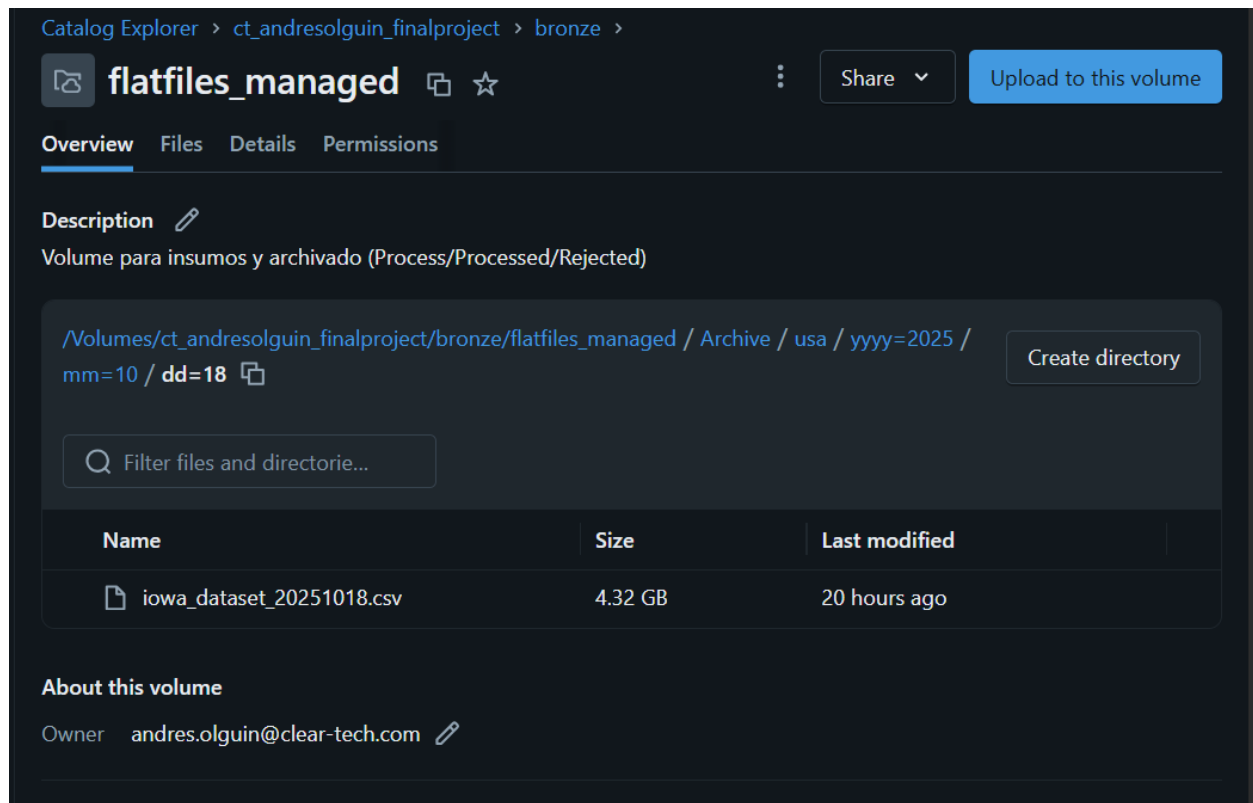 Catalog Explorer > ct_andresolguin_finalproject > bronze >
flatfiles_managed
Share
Upload to this volume
Overview Files Details Permissions
Description
Volume para insumos y archivado (Process/Processed/Rejected)
/Volumes/ct_andresolguin_finalproject/bronze/flatfiles_managed / Archive / usa / yyyy=2025 /
mm=10 / dd=18
Create directory
Filter files and directorie...
Name Size Last modified
iowa_dataset_20251018.csv 4.32 GB 20 hours ago
About this volume
Owner andres.olguin@clear-tech.com